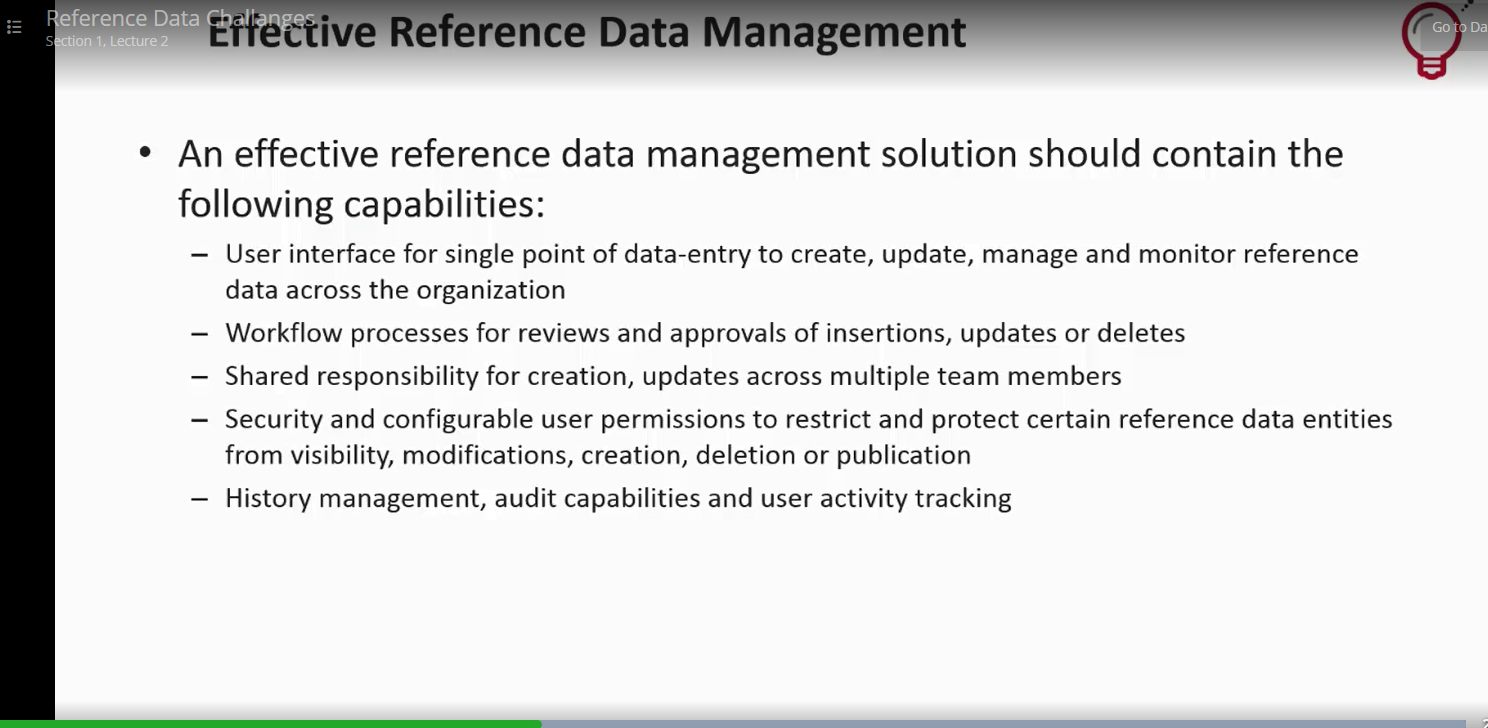 Reference Data Challanges
Section 1, Lecture 2
Effective Reference Data Management
Go to Da
• An effective reference data management solution should contain the
following capabilities:
– User interface for single point of data-entry to create, update, manage and monitor reference
data across the organization
– Workflow processes for reviews and approvals of insertions, updates or deletes
– Shared responsibility for creation, updates across multiple team members
– Security and configurable user permissions to restrict and protect certain reference data entities
from visibility, modifications, creation, deletion or publication
– History management, audit capabilities and user activity tracking